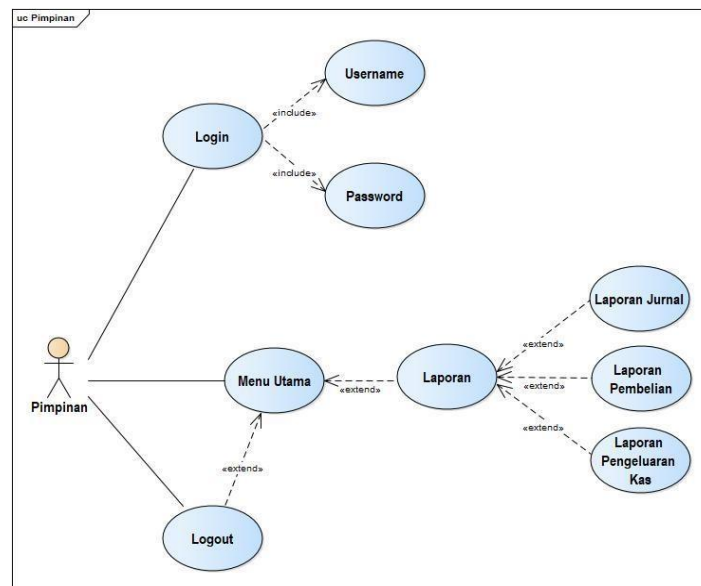 uc Pimpinan
Username
«include»
Login
«include»
Password
Laporan Jurnal
«extend»
Pimpinan
Menu Utama
«extend»
Laporan
«extend»
Laporan
Pembelian
«extend»
Laporan
Pengeluaran
Kas
«extend»
Logout